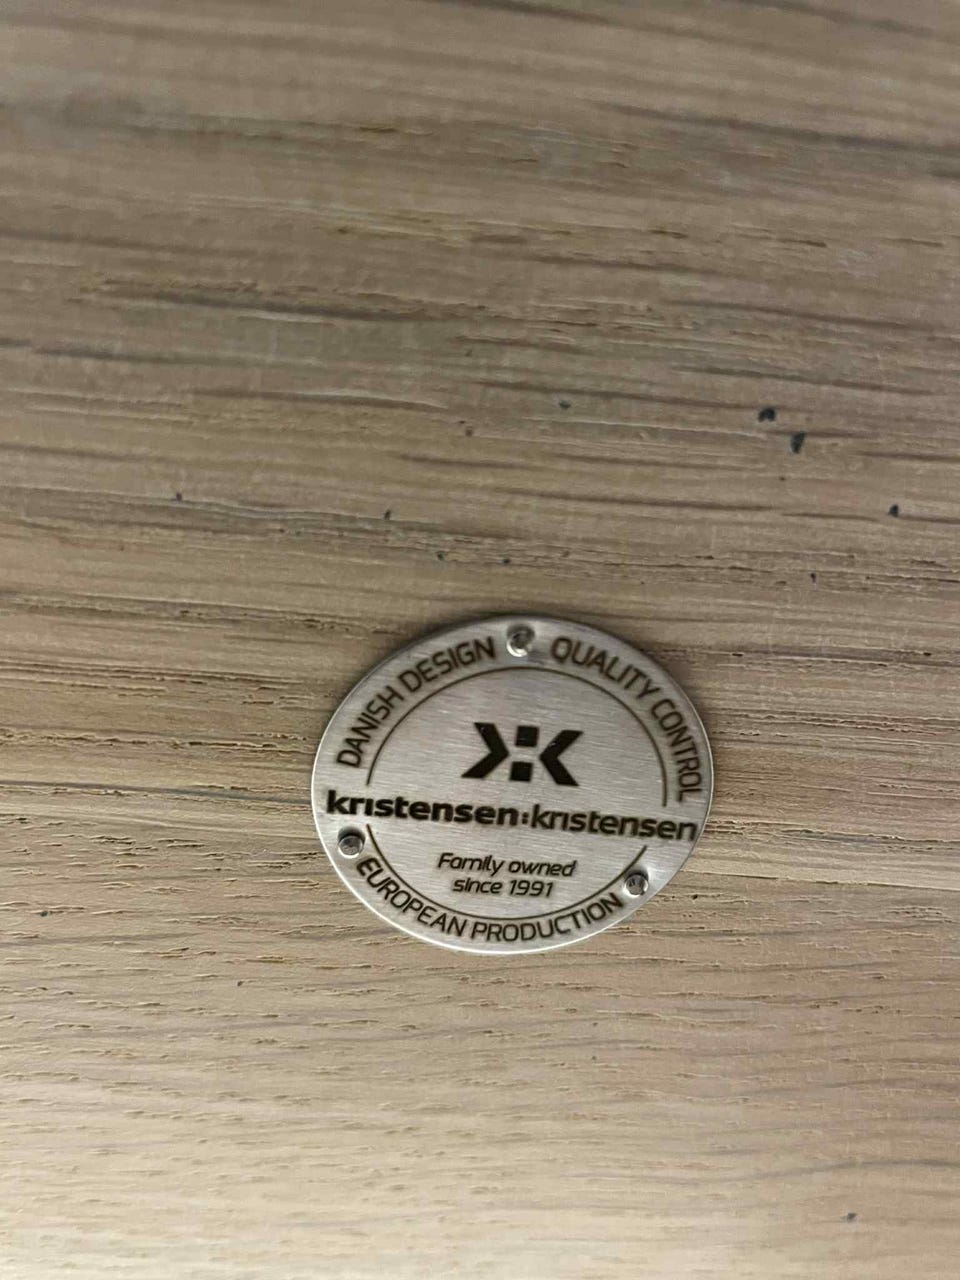 DANISH DESIGN
QUALITY CONTROL
kristensen:kristensen
Family owned
since 1991
EUROPEAN PRODUCTION